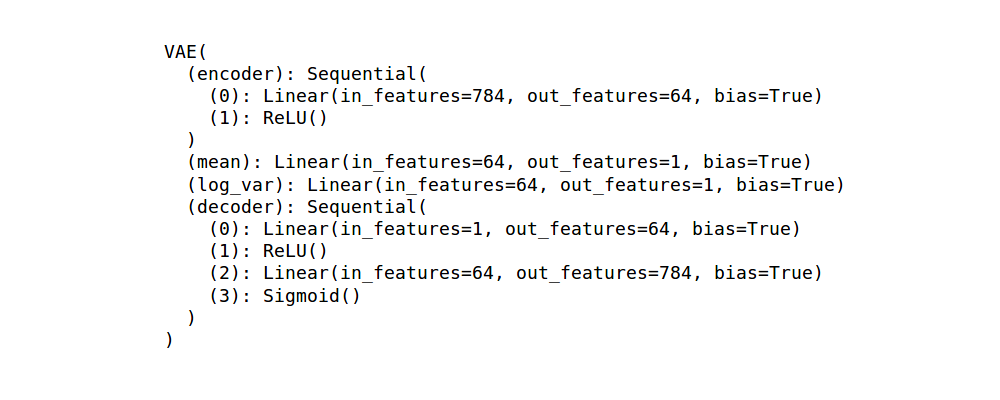 VAE(
  (encoder): Sequential(
    (0): Linear(in_features=784, out_features=64, bias=True)
    (1): ReLU()
  )
  (mean): Linear(in_features=64, out_features=1, bias=True)
  (log_var): Linear(in_features=64, out_features=1, bias=True)
  (decoder): Sequential(
    (0): Linear(in_features=1, out_features=64, bias=True)
    (1): ReLU()
    (2): Linear(in_features=64, out_features=784, bias=True)
    (3): Sigmoid()
  )
)